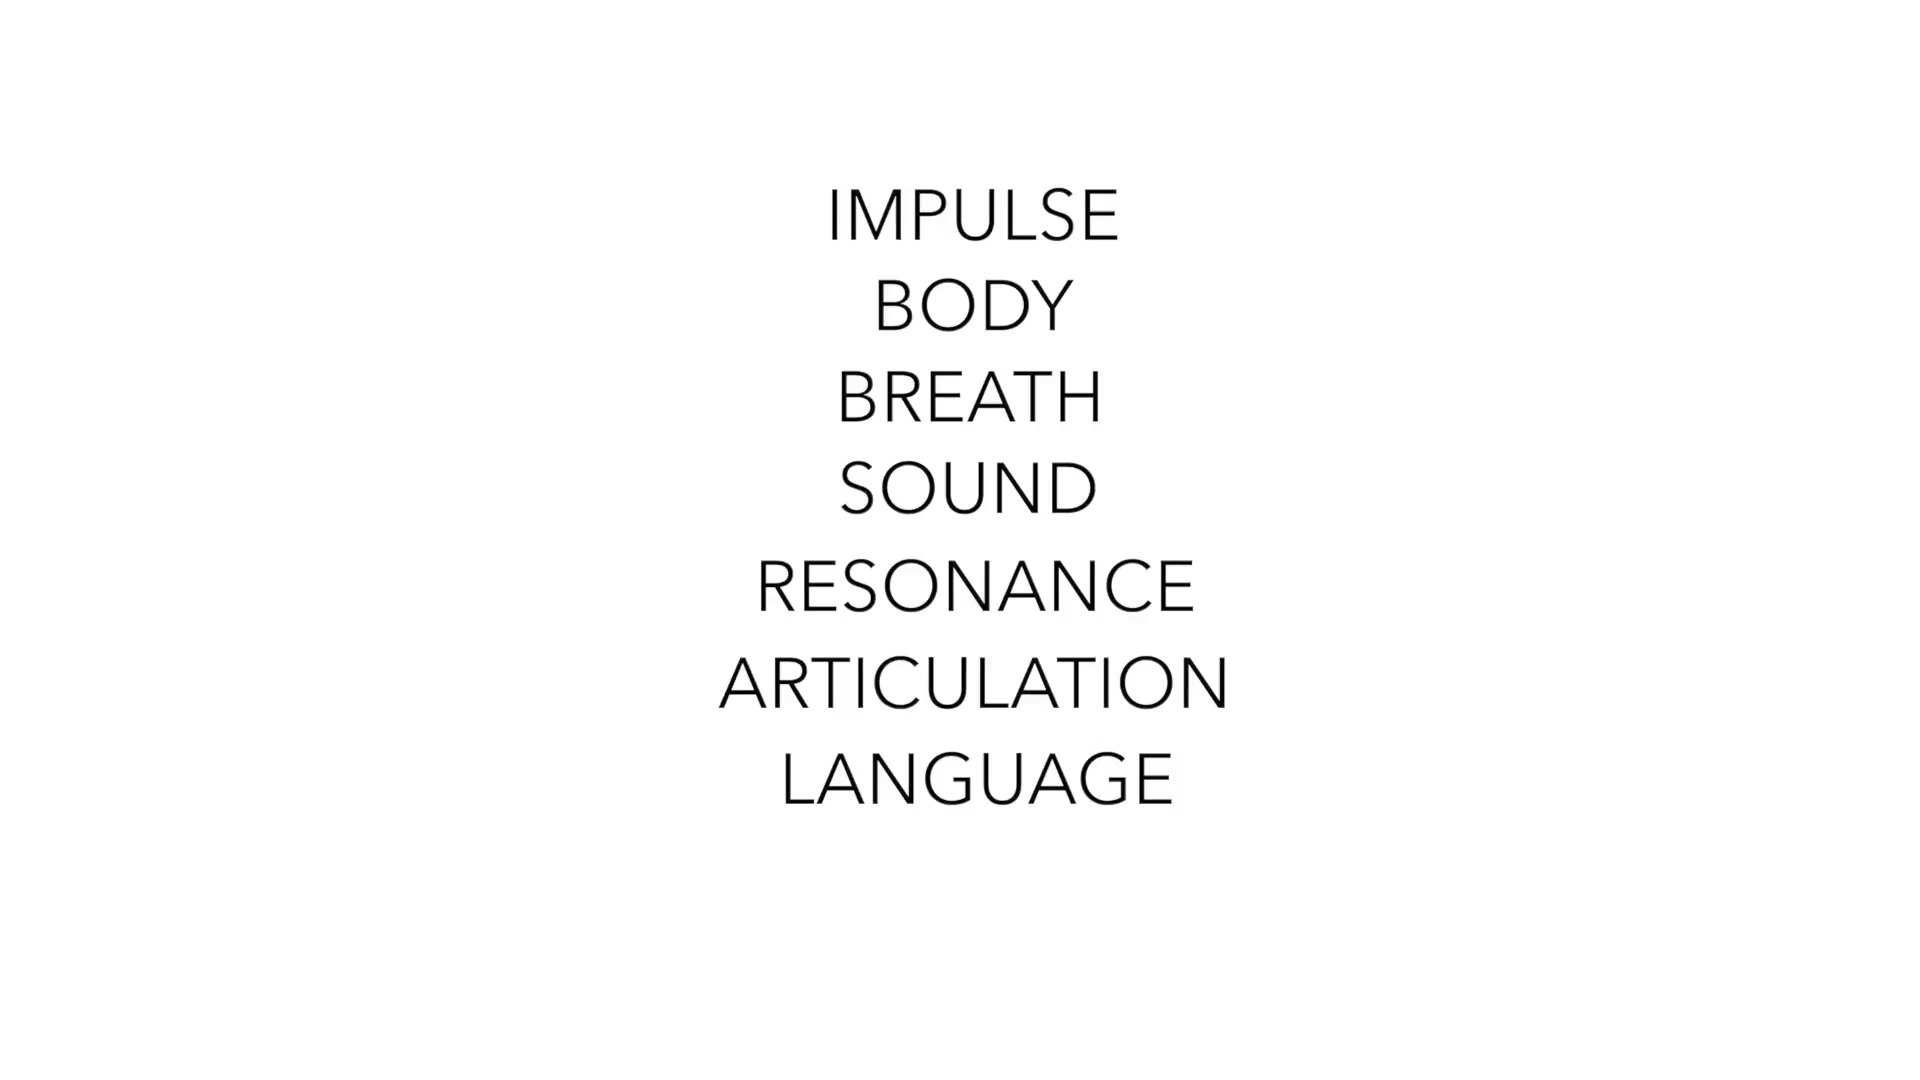 IMPULSE
BODY
BREATH
SOUND
RESONANCE
ARTICULATION
LANGUAGE